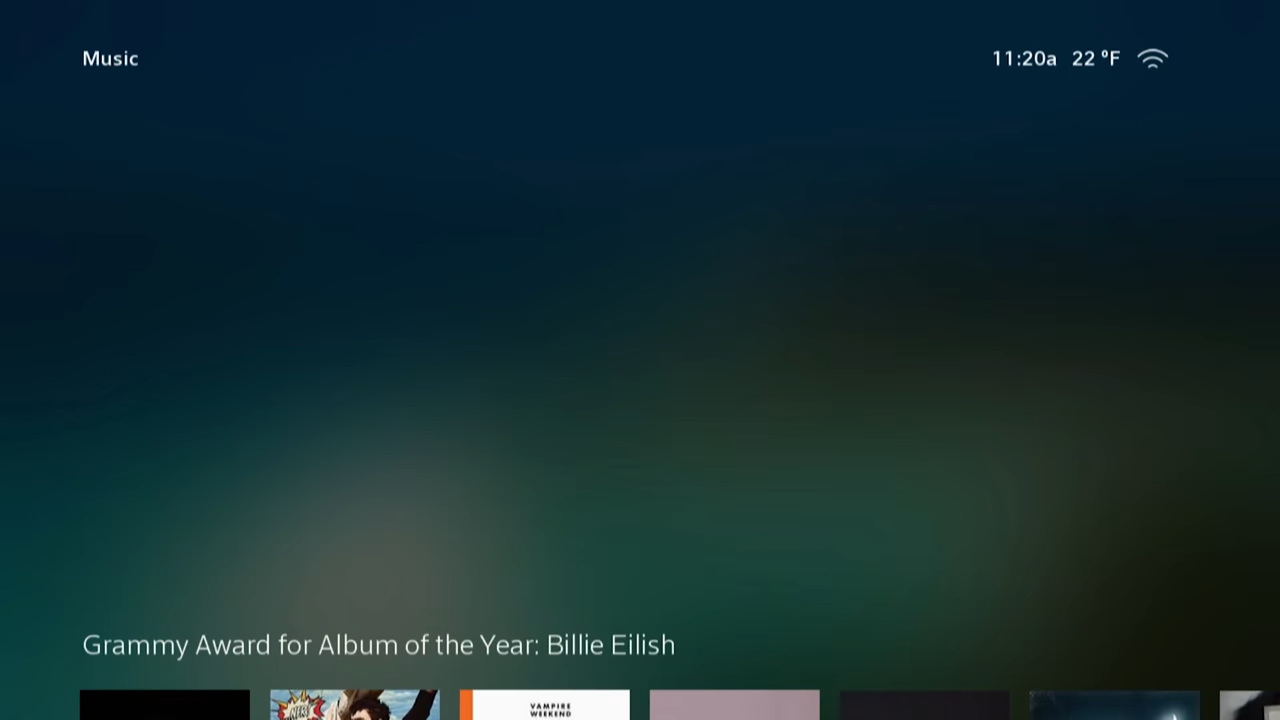 Music
11:20a 22 °F
Grammy Award for Album of the Year: Billie Eilish
VAMPIRE
WEEKEND